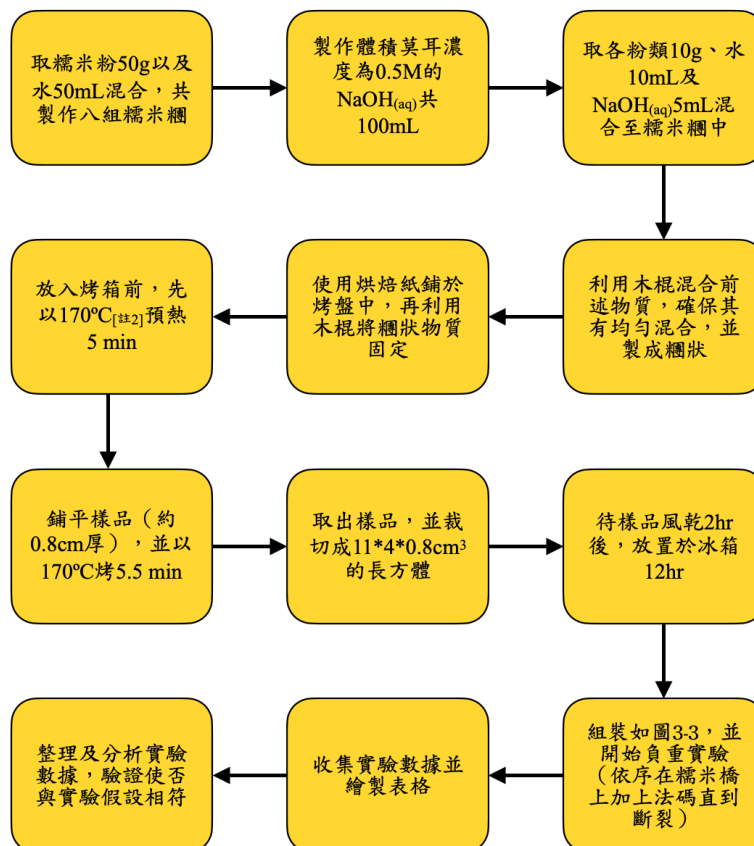 取糯米粉50g以及
水50mL混合，共
製作八組糯米糰
製作體積莫耳濃
度為0.5M的
NaOH(aq)共
100mL
取各粉類10g、水
10mL及
NaOH(aq)5mL混
合至糯米糰中
利用木棍混合前
述物質，確保其
有均勻混合，並
製成糰狀
使用烘焙紙鋪於
烤盤中，再利用
木棍將糰狀物質
固定
放入烤箱前，先
以170ºC[註2]預熱
5 min
鋪平樣品（約
0.8cm厚），並以
170ºC烤5.5 min
取出樣品，並裁
切成11*4*0.8cm³
的長方體
待樣品風乾2hr
後，放置於冰箱
12hr
組裝如圖3-3，並
開始負重實驗
（依序在糯米橋
上加上法碼直到
斷裂）
收集實驗數據並
繪製表格
整理及分析實驗
數據，驗證使否
與實驗假設相符